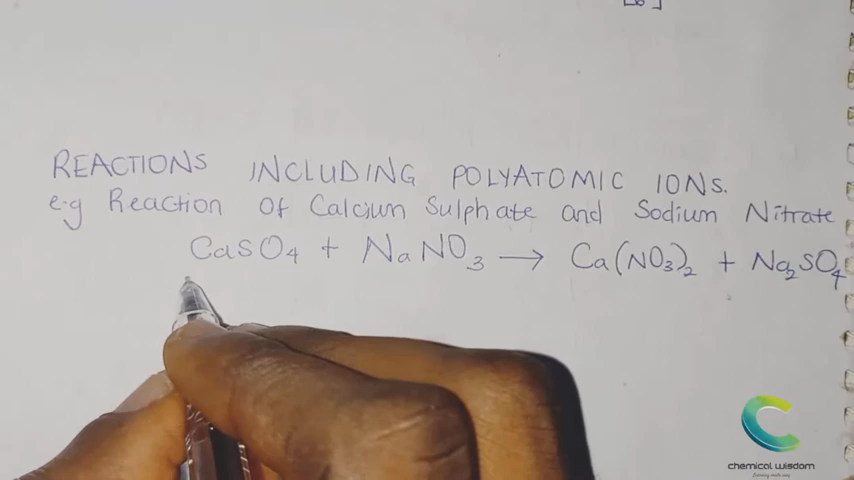 REACTIONS INCLUDING POLYATOMIC IONS.
e.g Reaction Of Calcium Sulphate and Sodium Nitrate
CaSO₄ + NaNO₃ → Ca(NO₃)₂ + Na₂SO₄
chemical wisdom